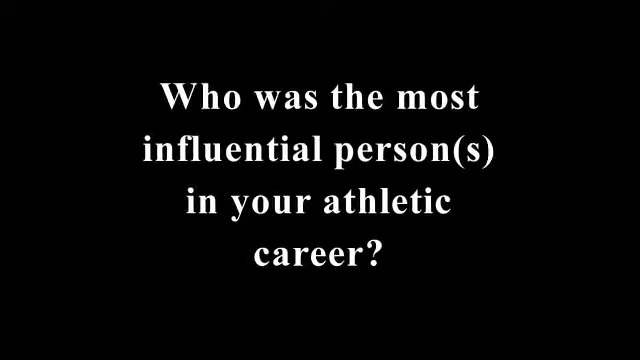 Who was the most
influential person(s)
in your athletic
career?